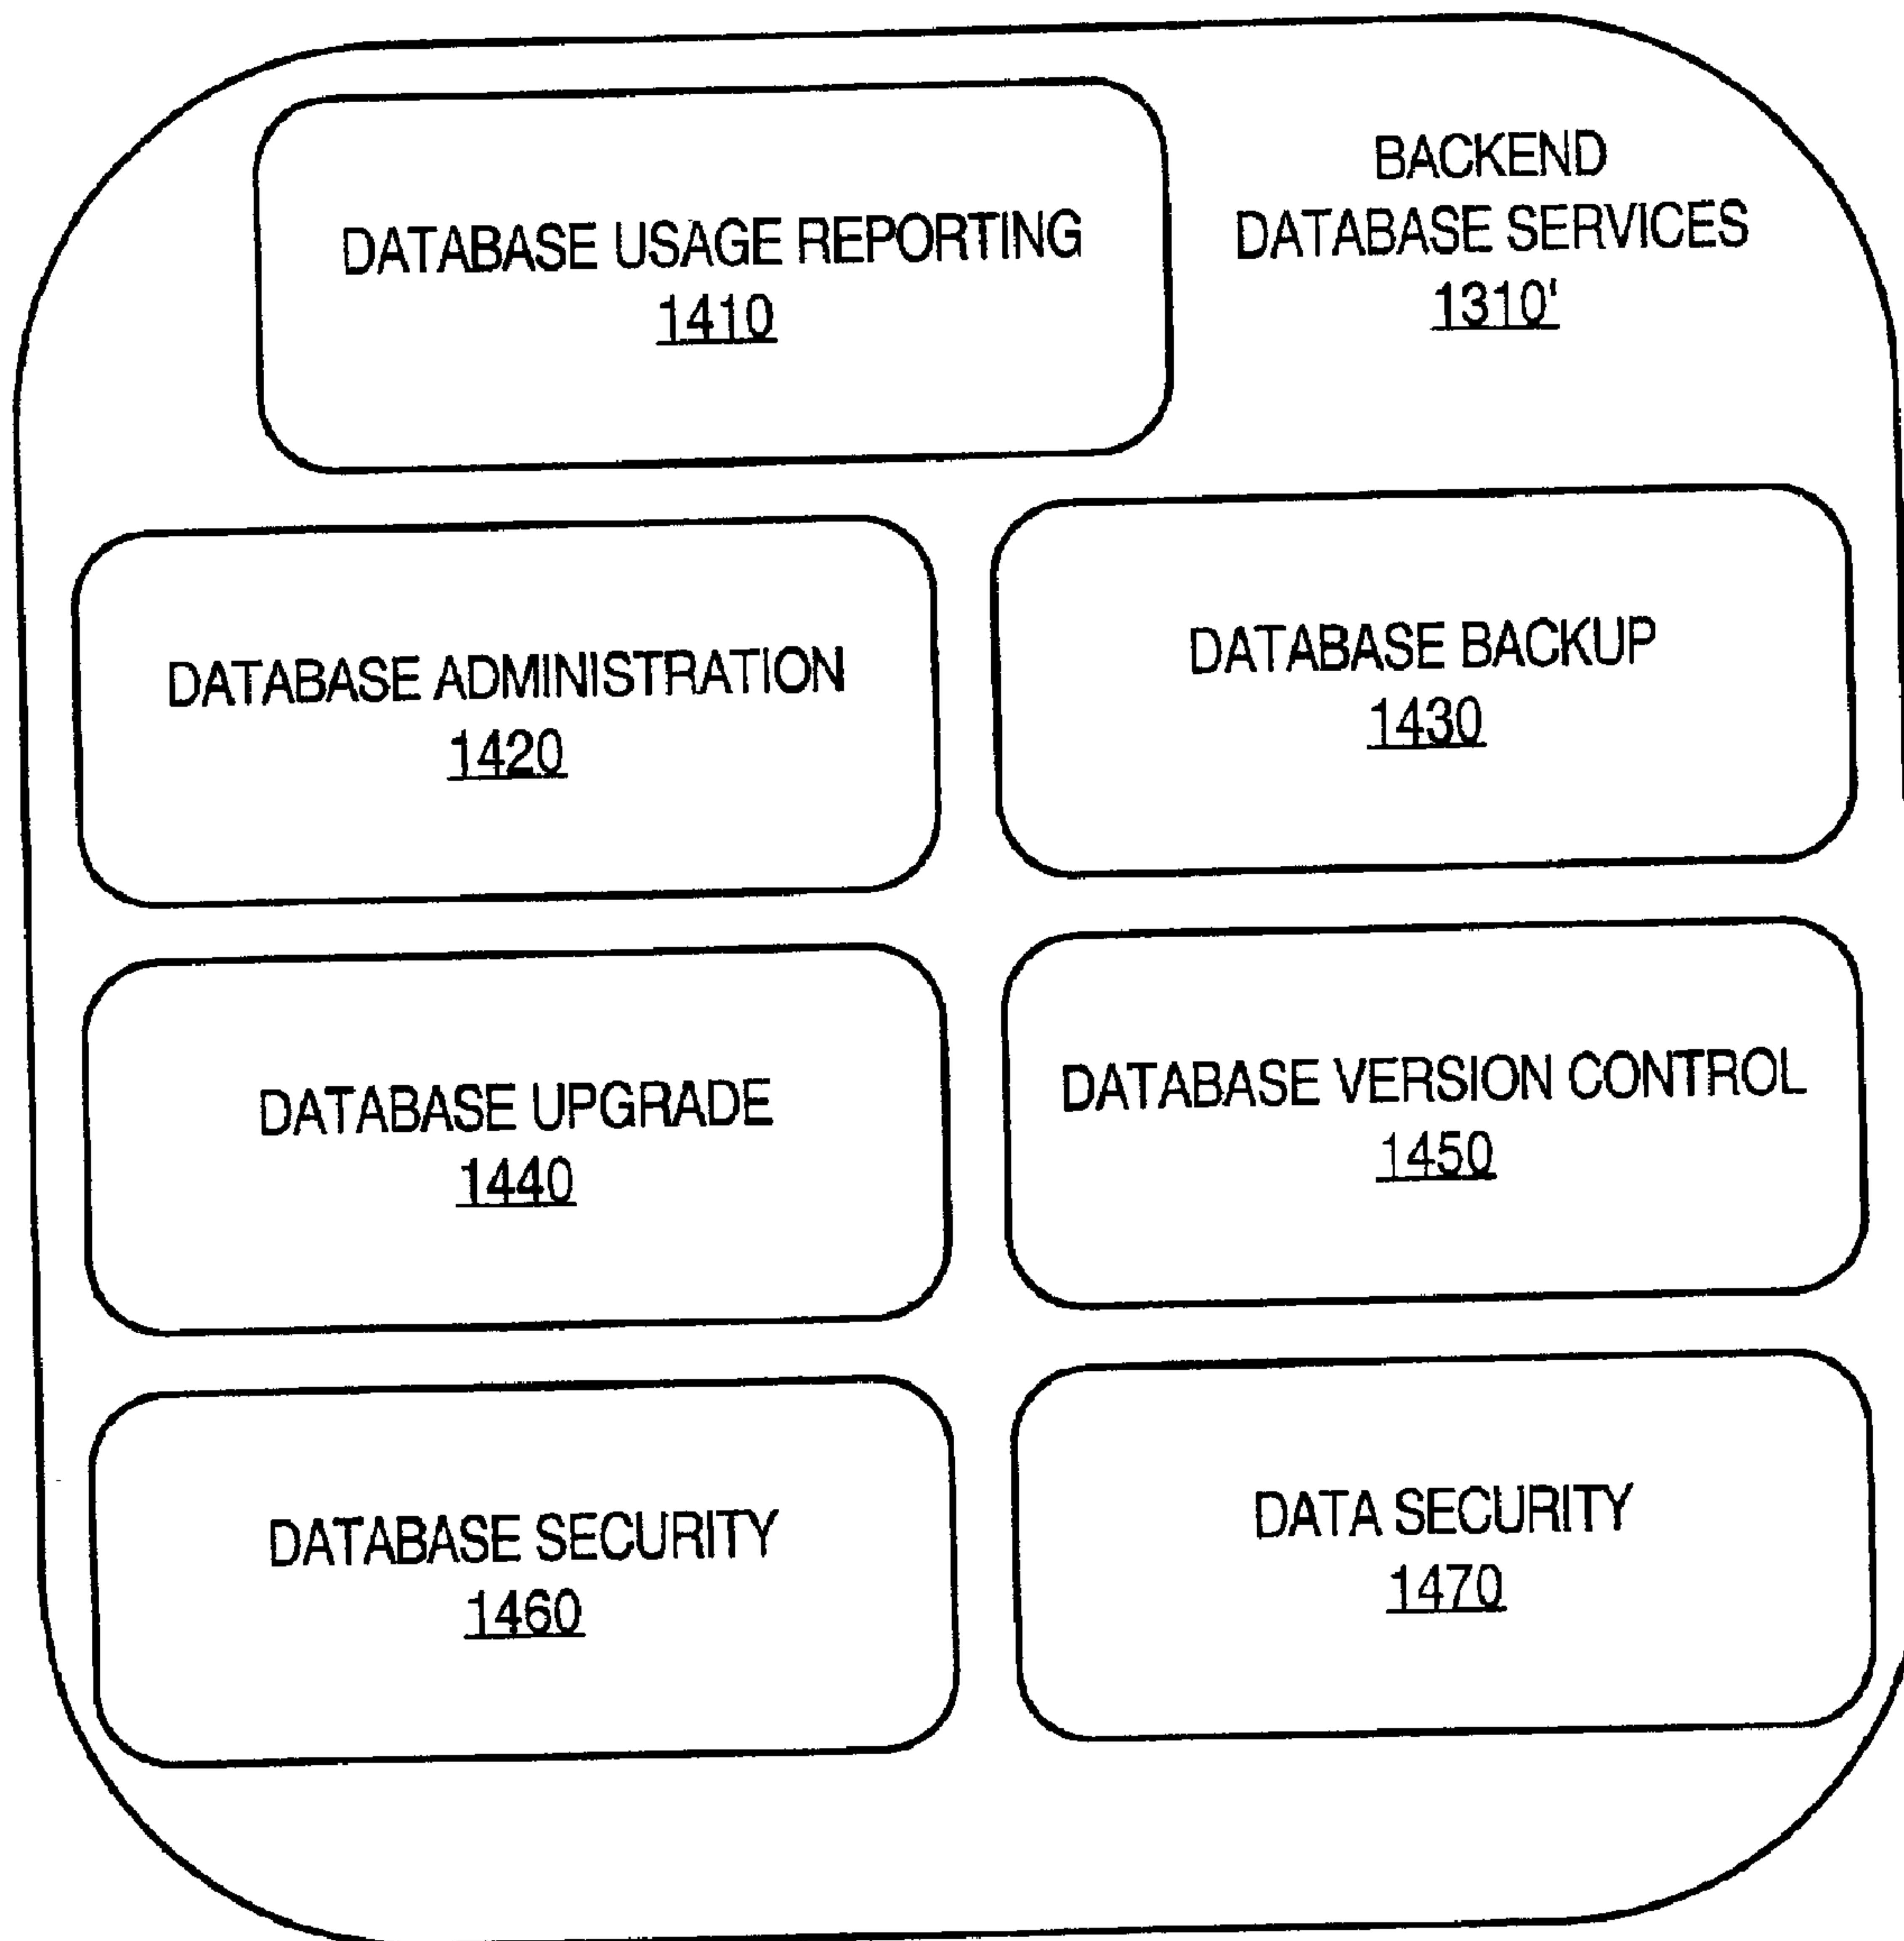 DATABASE USAGE REPORTING
1410
BACKEND
DATABASE SERVICES
1310'
DATABASE ADMINISTRATION
1420
DATABASE BACKUP
1430
DATABASE UPGRADE
1440
DATABASE VERSION CONTROL
1450
DATABASE SECURITY
1460
DATA SECURITY
1470